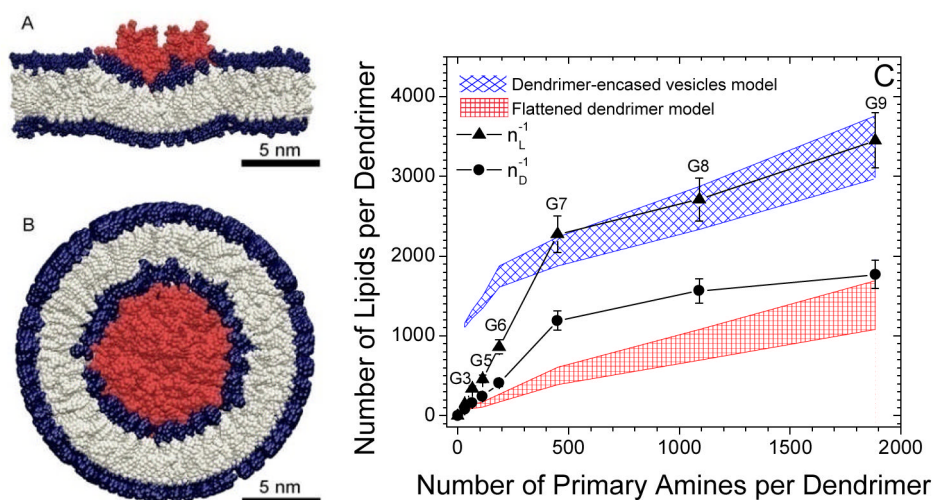 A
5 nm
B
5 nm
C
Dendrimer-encased vesicles model
Flattened dendrimer model
n_L^-1
n_D^-1
G3
G5
G6
G7
G8
G9
4000
3000
2000
1000
0
Number of Lipids per Dendrimer
0 500 1000 1500 2000
Number of Primary Amines per Dendrimer